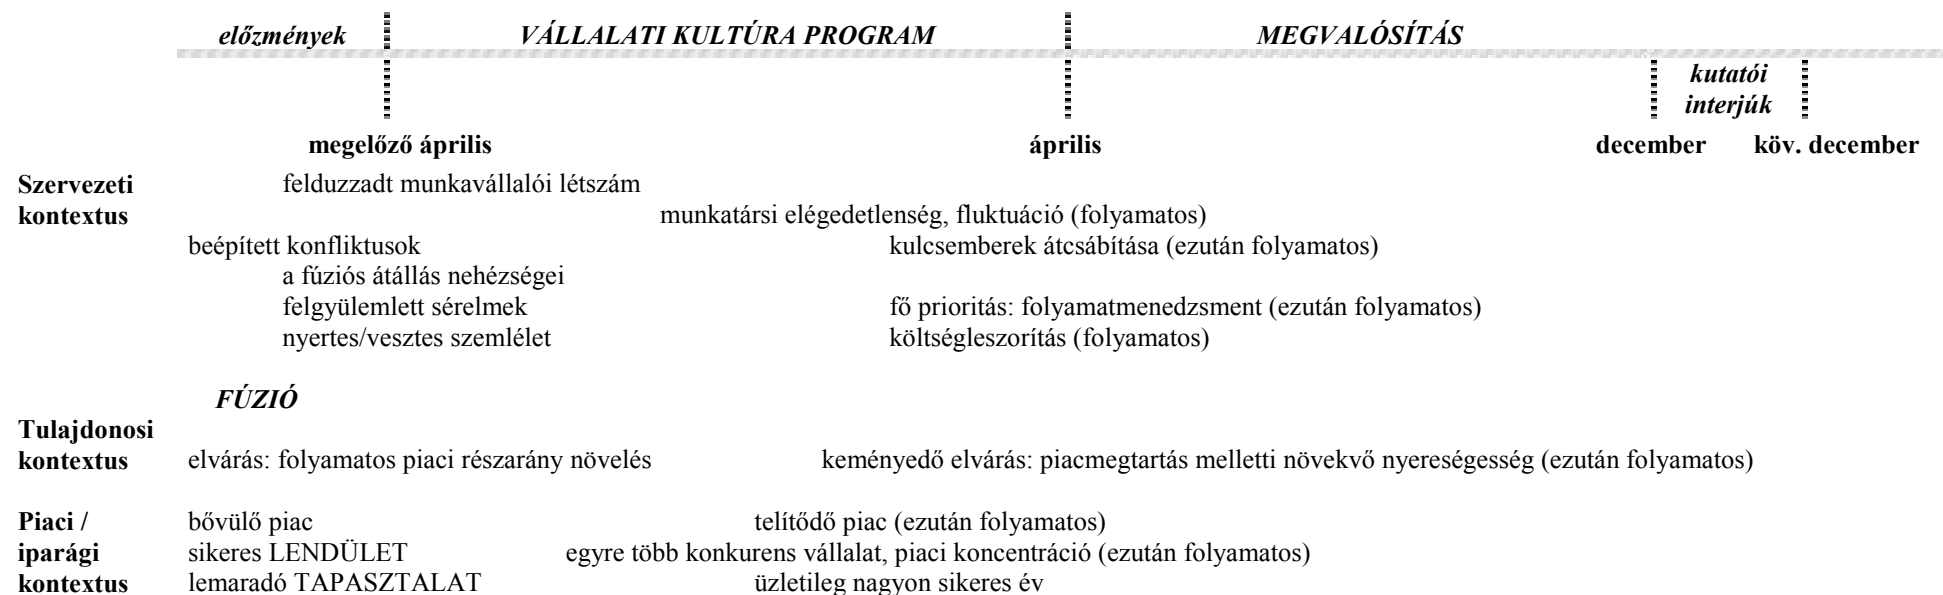 előzmények VÁLLALATI KULTÚRA PROGRAM MEGVALÓSÍTÁS
kutatói
interjúk
megelőző április április december köv. december
Szervezeti felduzzadt munkavállalói létszám
kontextus munkatársi elégedetlenség, fluktuáció (folyamatos)
beépített konfliktusok kulcsemberek átcsábítása (ezután folyamatos)
a fúziós átállás nehézségei
felgyülemlett sérelmek fő prioritás: folyamatmenedzsment (ezután folyamatos)
nyertes/vesztes szemlélet költségleszorítás (folyamatos)
FÚZIÓ
Tulajdonosi
kontextus elvárás: folyamatos piaci részarány növelés keményedő elvárás: piacmegtartás melletti növekvő nyereségesség (ezután folyamatos)
Piaci / bővülő piac telítődő piac (ezután folyamatos)
iparági sikeres LENDÜLET egyre több konkurens vállalat, piaci koncentráció (ezután folyamatos)
kontextus lemaradó TAPASZTALAT üzletileg nagyon sikeres év